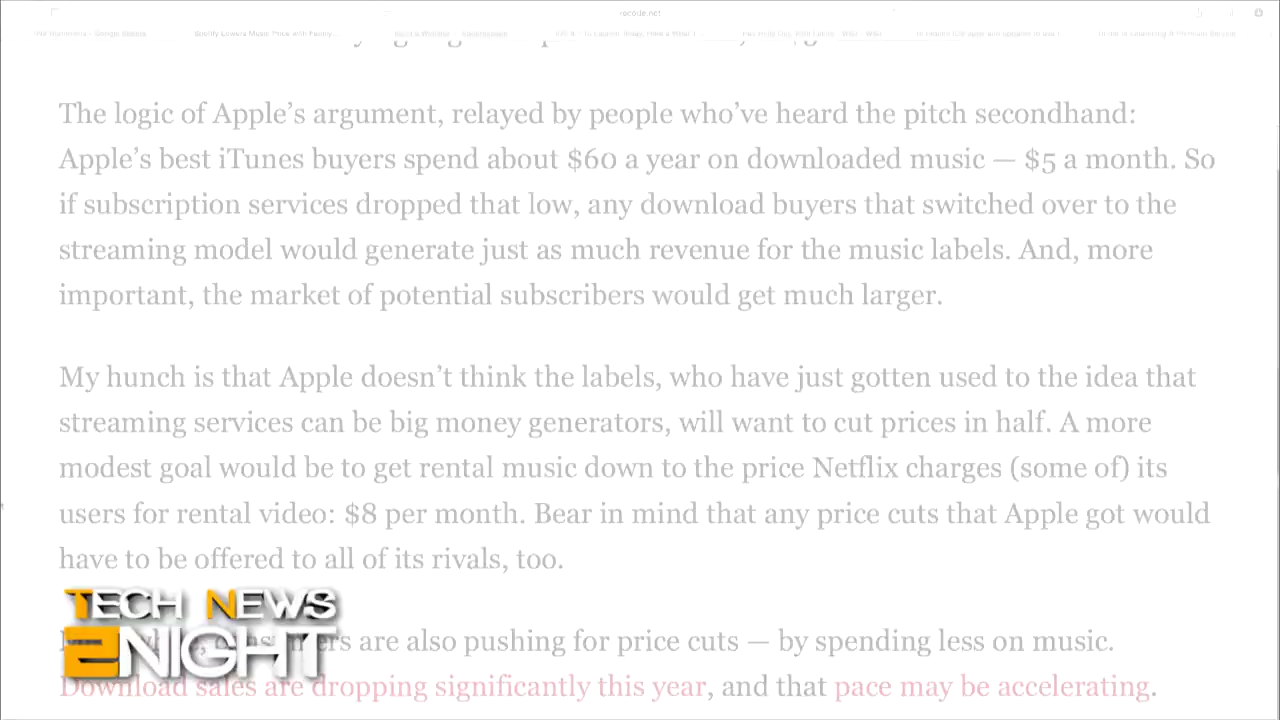 recode.net
Spotify Lowers Music Price with Family ...
The logic of Apple’s argument, relayed by people who’ve heard the pitch secondhand:
Apple’s best iTunes buyers spend about $60 a year on downloaded music — $5 a month. So
if subscription services dropped that low, any download buyers that switched over to the
streaming model would generate just as much revenue for the music labels. And, more
important, the market of potential subscribers would get much larger.
My hunch is that Apple doesn’t think the labels, who have just gotten used to the idea that
streaming services can be big money generators, will want to cut prices in half. A more
modest goal would be to get rental music down to the price Netflix charges (some of) its
users for rental video: $8 per month. Bear in mind that any price cuts that Apple got would
have to be offered to all of its rivals, too.
are also pushing for price cuts — by spending less on music.
Download sales are dropping significantly this year, and that pace may be accelerating.
TECH NEWS
2NIGHT